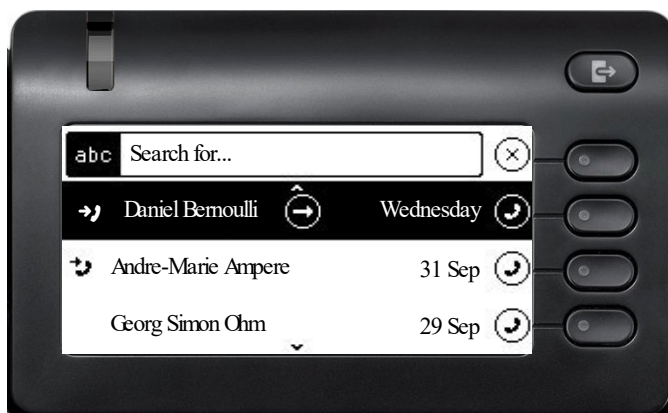 abc Search for...
Daniel Bernoulli Wednesday
Andre-Marie Ampere 31 Sep
Georg Simon Ohm 29 Sep